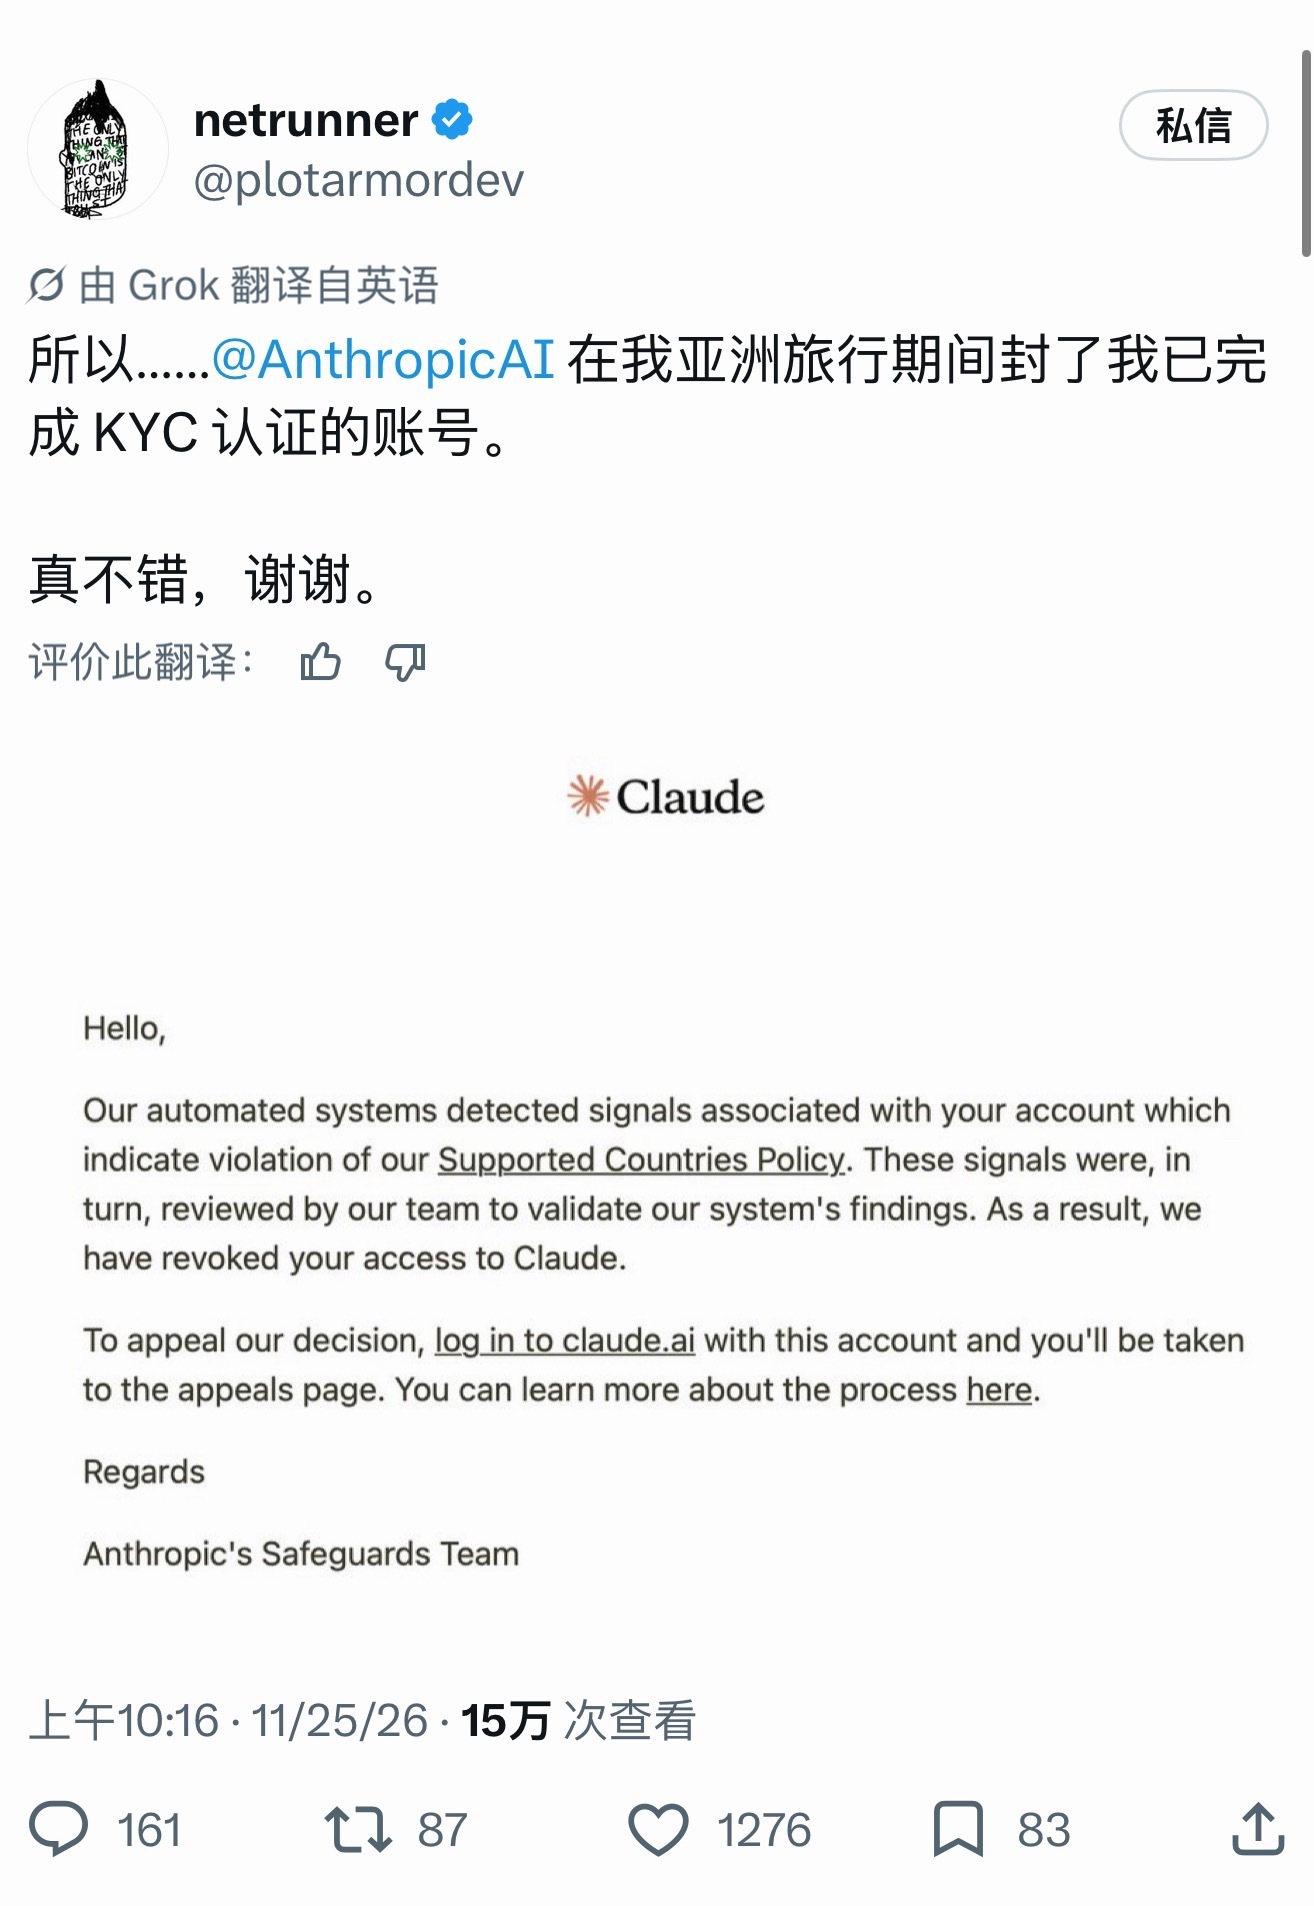 netrunner
@plotarmordev
私信
由 Grok 翻译自英语
所以......@AnthropicAI 在我亚洲旅行期间封了我已完
成 KYC 认证的账号。
真不错，谢谢。
评价此翻译：
Claude
Hello,
Our automated systems detected signals associated with your account which
indicate violation of our Supported Countries Policy. These signals were, in
turn, reviewed by our team to validate our system's findings. As a result, we
have revoked your access to Claude.
To appeal our decision, log in to claude.ai with this account and you'll be taken
to the appeals page. You can learn more about the process here.
Regards
Anthropic's Safeguards Team
上午10:16 · 11/25/26 · 15万 次查看
161 87 1276 83